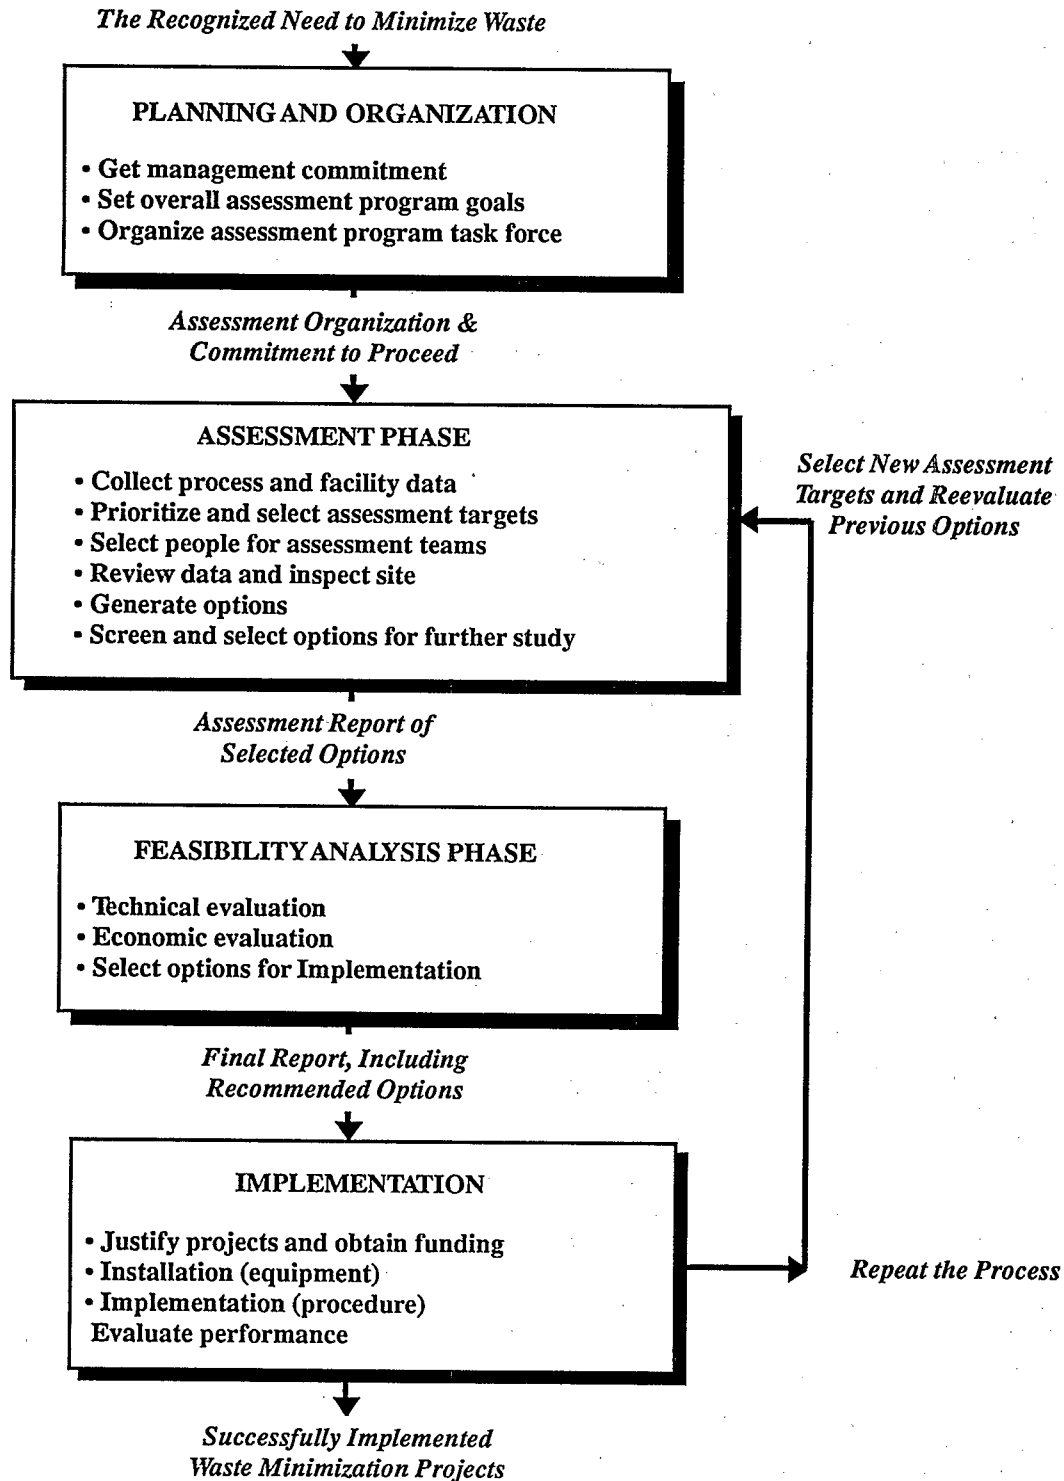 The Recognized Need to Minimize Waste
PLANNING AND ORGANIZATION
• Get management commitment
• Set overall assessment program goals
• Organize assessment program task force
Assessment Organization &
Commitment to Proceed
ASSESSMENT PHASE
• Collect process and facility data
• Prioritize and select assessment targets
• Select people for assessment teams
• Review data and inspect site
• Generate options
• Screen and select options for further study
Select New Assessment
Targets and Reevaluate
Previous Options
Assessment Report of
Selected Options
FEASIBILITY ANALYSIS PHASE
• Technical evaluation
• Economic evaluation
• Select options for Implementation
Final Report, Including
Recommended Options
IMPLEMENTATION
• Justify projects and obtain funding
• Installation (equipment)
• Implementation (procedure)
Evaluate performance
Repeat the Process
Successfully Implemented
Waste Minimization Projects